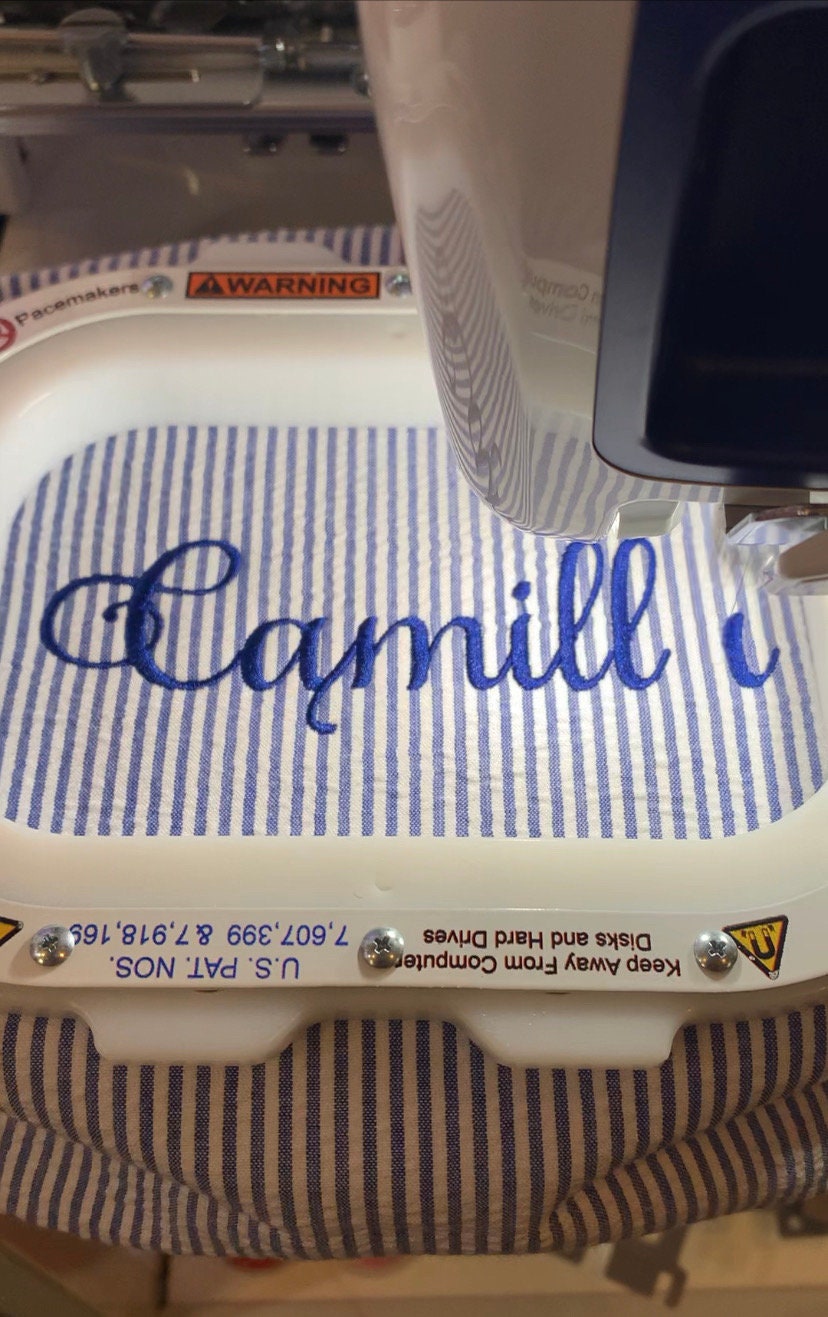 Pacemakers
WARNING
Camill
Keep Away From Computer
Disks and Hard Drives
U.S. PAT. NOS.
7,607,399 & 7,918,169